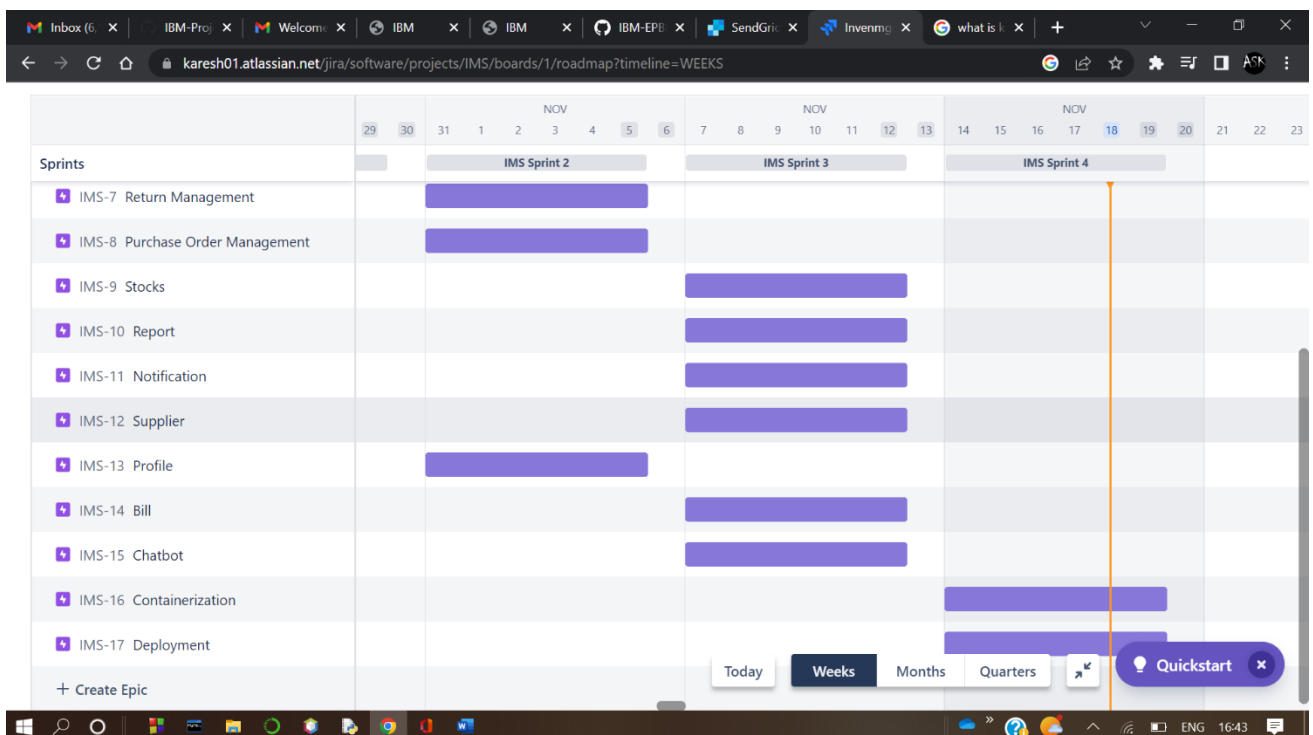 Inbox (6, IBM-Proj Welcome IBM IBM IBM-EPB SendGric Invenmg what is k
karesh01.atlassian.net/jira/software/projects/IMS/boards/1/roadmap?timeline=WEEKS ASK
NOV NOV NOV
29 30 31 1 2 3 4 5 6 7 8 9 10 11 12 13 14 15 16 17 18 19 20 21 22 23
Sprints IMS Sprint 2 IMS Sprint 3 IMS Sprint 4
IMS-7 Return Management
IMS-8 Purchase Order Management
IMS-9 Stocks
IMS-10 Report
IMS-11 Notification
IMS-12 Supplier
IMS-13 Profile
IMS-14 Bill
IMS-15 Chatbot
IMS-16 Containerization
IMS-17 Deployment
Today Weeks Months Quarters Quickstart
+ Create Epic
ENG 16:43